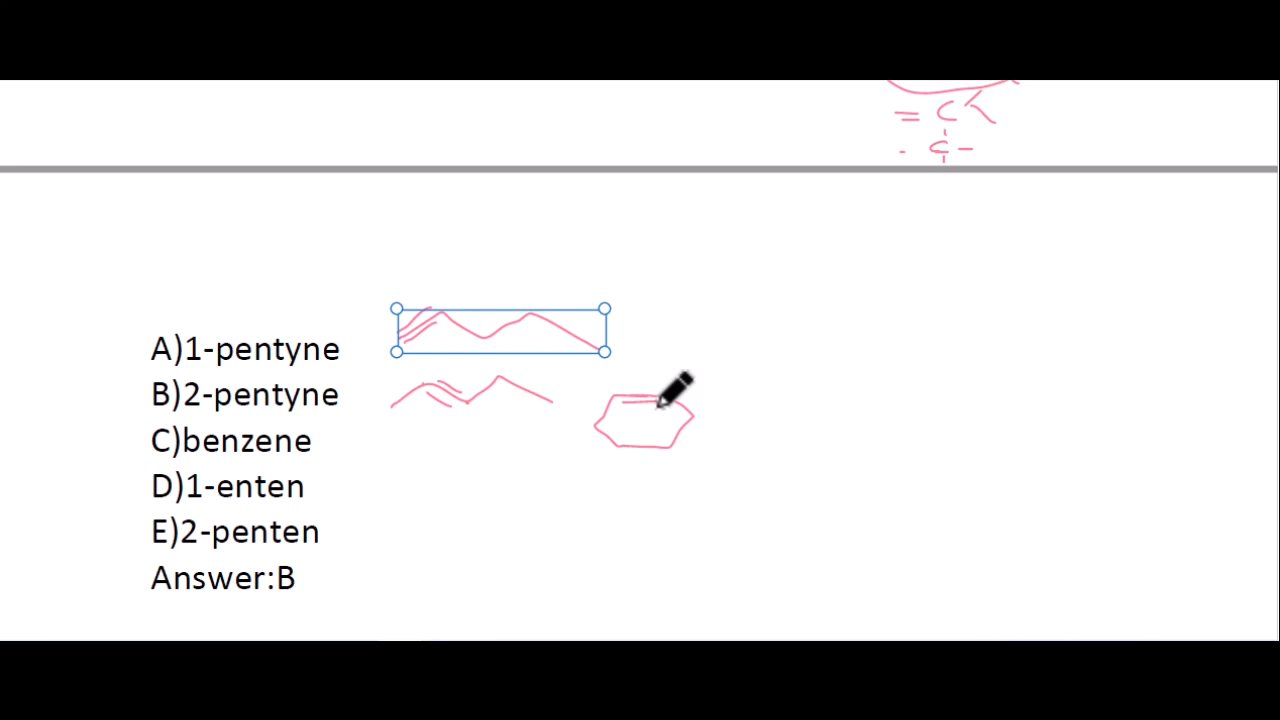 = C
- C -
A)1-pentyne
B)2-pentyne
C)benzene
D)1-enten
E)2-penten
Answer:B